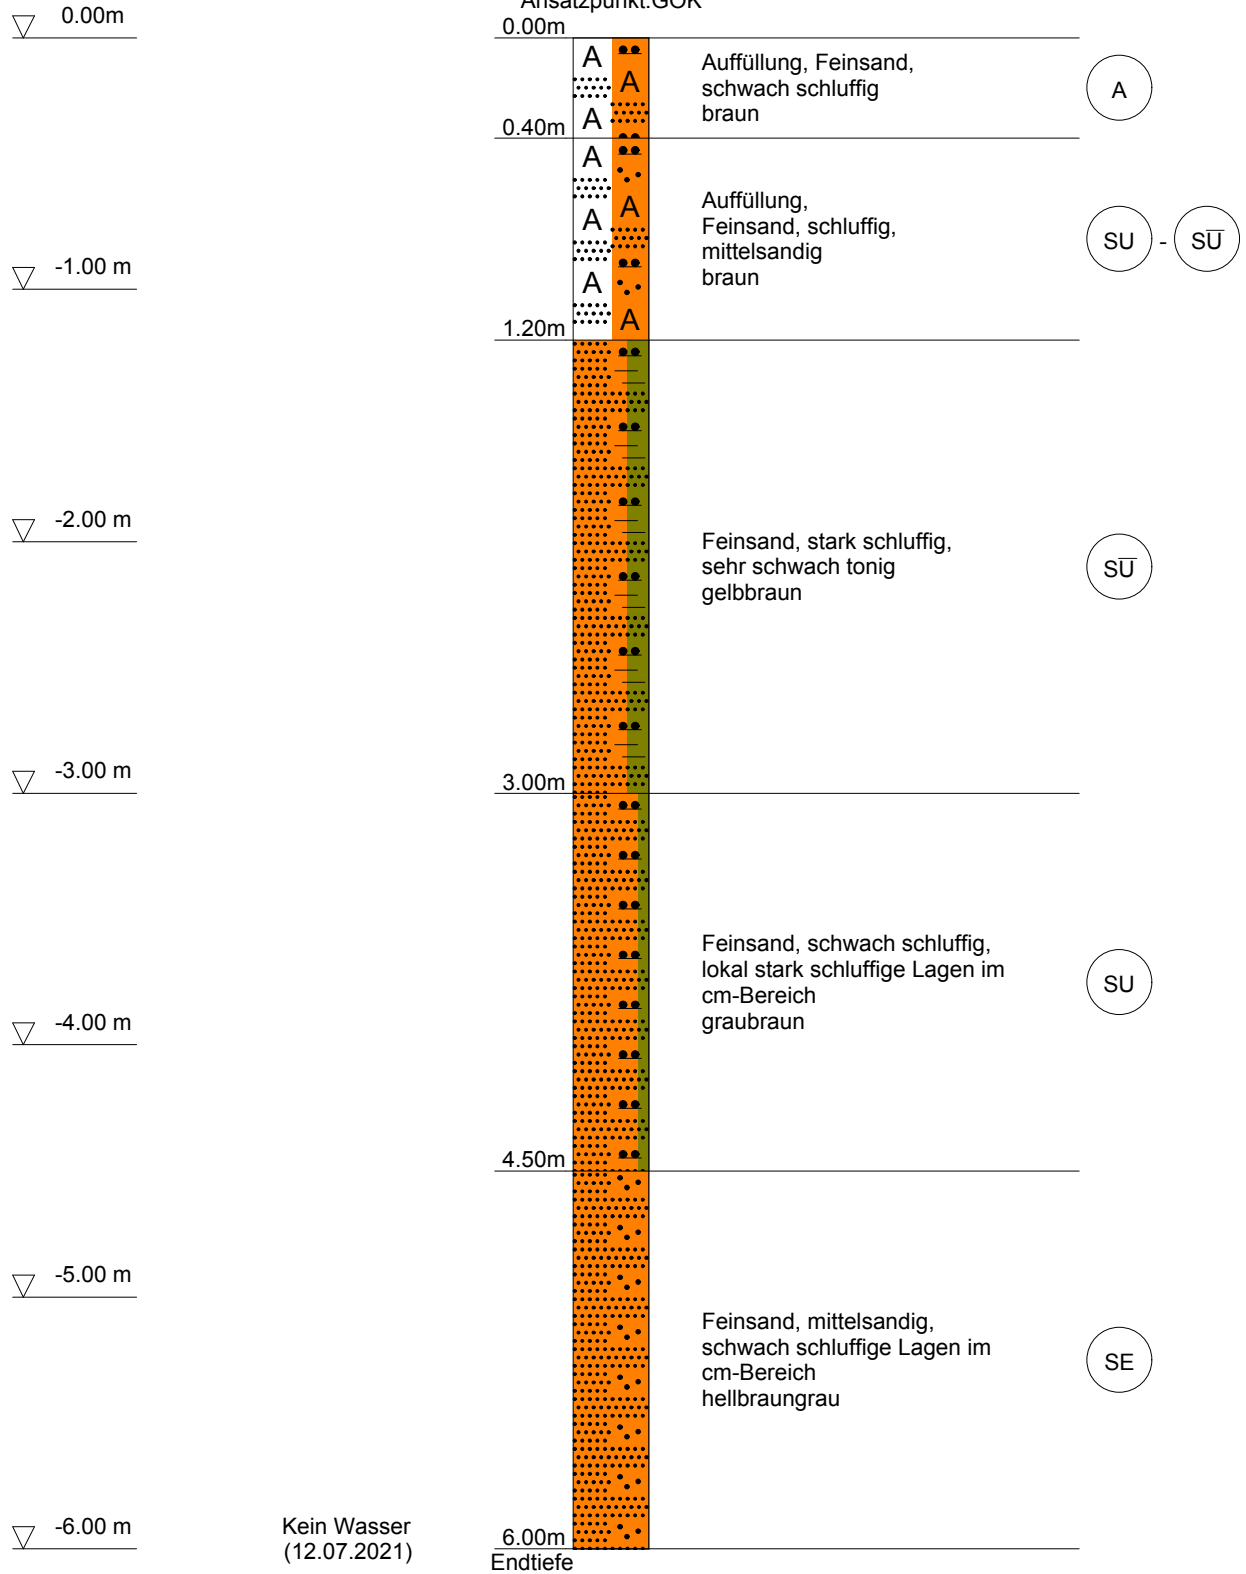 Ansatzpunkt:GOK
0.00m
0.00m
A
A
A
Auffüllung, Feinsand,
schwach schluffig
braun
A
0.40m
A
A
A
A
A
Auffüllung,
Feinsand, schluffig,
mittelsandig
braun
SU - SU̅
-1.00 m
1.20m
-2.00 m
Feinsand, stark schluffig,
sehr schwach tonig
gelbbraun
SU̅
-3.00 m
3.00m
Feinsand, schwach schluffig,
lokal stark schluffige Lagen im
cm-Bereich
graubraun
SU
-4.00 m
4.50m
-5.00 m
Feinsand, mittelsandig,
schwach schluffige Lagen im
cm-Bereich
hellbraungrau
SE
-6.00 m
Kein Wasser
(12.07.2021)
6.00m
Endtiefe